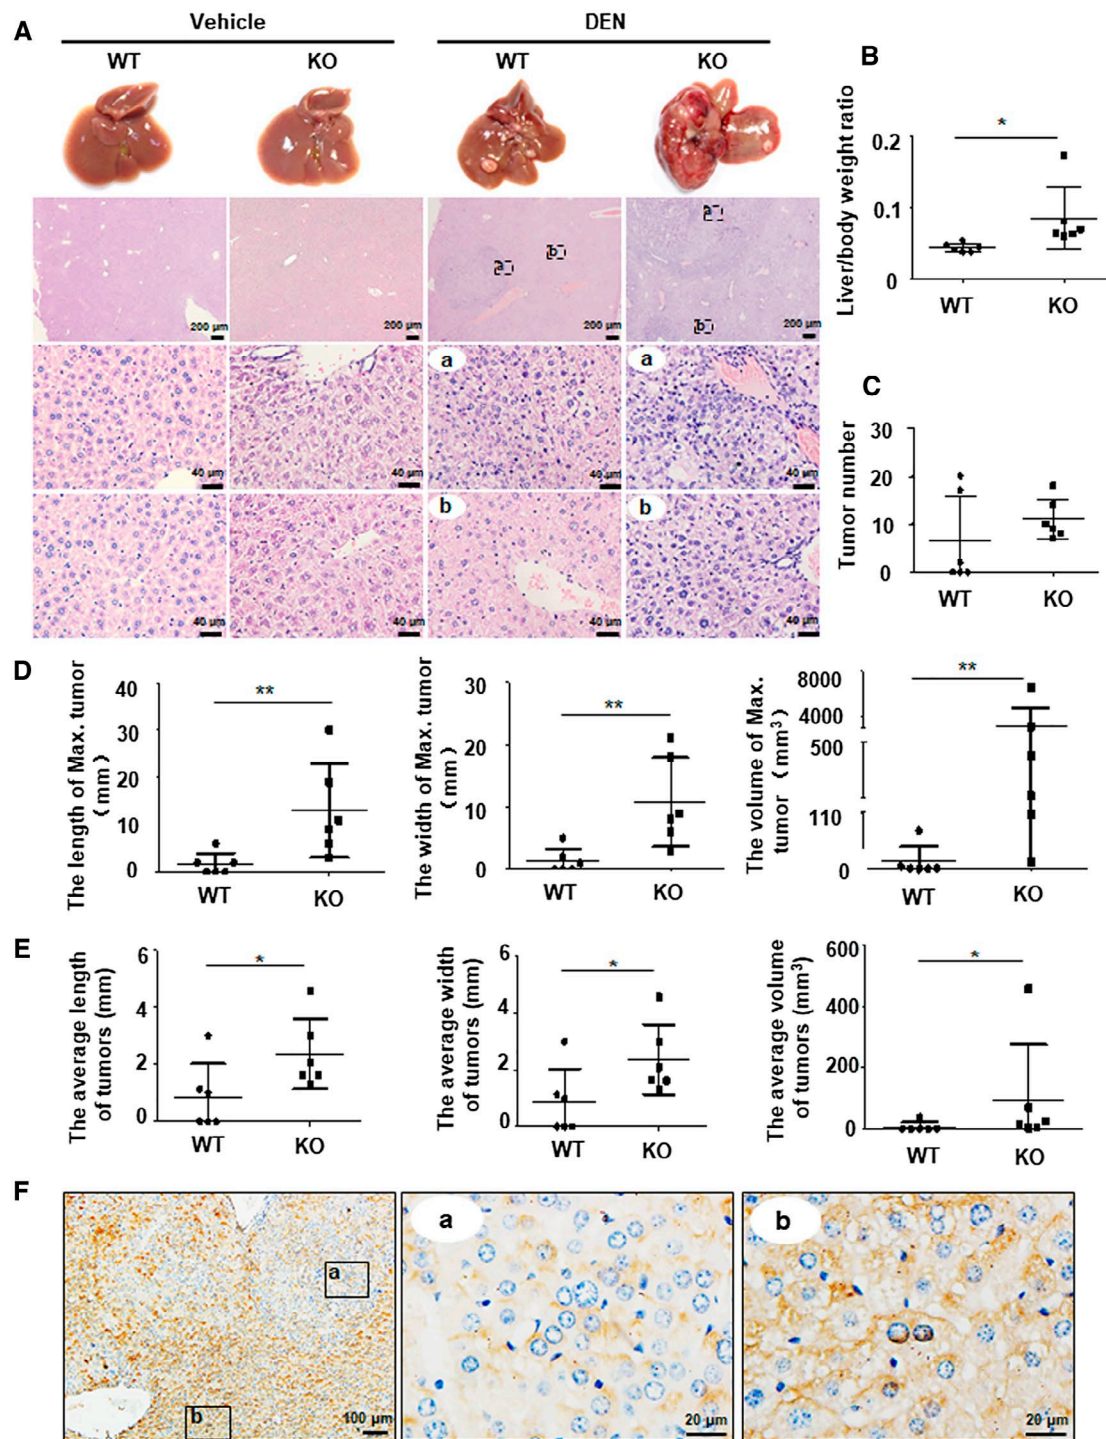 A
Vehicle
DEN
WT
KO
WT
KO
a
b
a
b
200 µm
200 µm
200 µm
200 µm
a
a
40 µm
40 µm
40 µm
40 µm
b
b
40 µm
40 µm
40 µm
40 µm
B
Liver/body weight ratio
*
0.2
0.1
0
WT
KO
C
Tumor number
30
20
10
0
WT
KO
D
The length of Max. tumor
(mm)
**
40
30
20
10
0
WT
KO
The width of Max. tumor
(mm)
**
30
20
10
0
WT
KO
The volume of Max.
tumor (mm³)
**
8000
4000
500
110
0
WT
KO
E
The average length
of tumors (mm)
*
6
4
2
0
WT
KO
The average width
of tumors (mm)
*
6
4
2
0
WT
KO
The average volume
of tumors (mm³)
*
600
400
200
0
WT
KO
F
a
b
100 µm
a
20 µm
b
20 µm